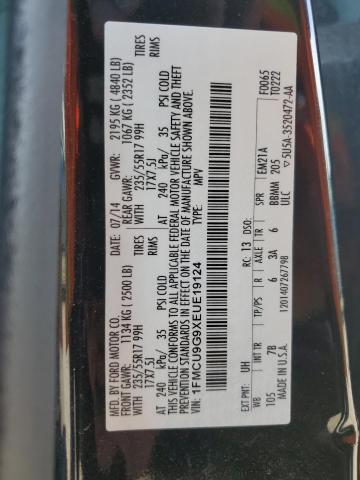 MFD. BY FORD MOTOR CO.
DATE: 07/14 GVWR: 2195 KG ( 4840 LB)
FRONT GAWR: 1134 KG ( 2500 LB) REAR GAWR: 1067 KG ( 2352 LB)
WITH 235/55R17 99H TIRES WITH 235/55R17 99H TIRES
17X7.5J RIMS 17X7.5J RIMS
AT 240 kPa/ 35 PSI COLD AT 240 kPa/ 35 PSI COLD
THIS VEHICLE CONFORMS TO ALL APPLICABLE FEDERAL MOTOR VEHICLE SAFETY AND THEFT
PREVENTION STANDARDS IN EFFECT ON THE DATE OF MANUFACTURE SHOWN ABOVE.
VIN: 1FMCU9G9XEUE19124
TYPE: MPV
F0065
T0222
EXT PNT: UH RC: 13 DSO:
WB INT TR TP/PS R AXLE TR SPR EM21A
105 7B 6 3A 6 BBMM 205
MADE IN U.S.A. 1201407267798 ULC
5U5A-3520472-AA